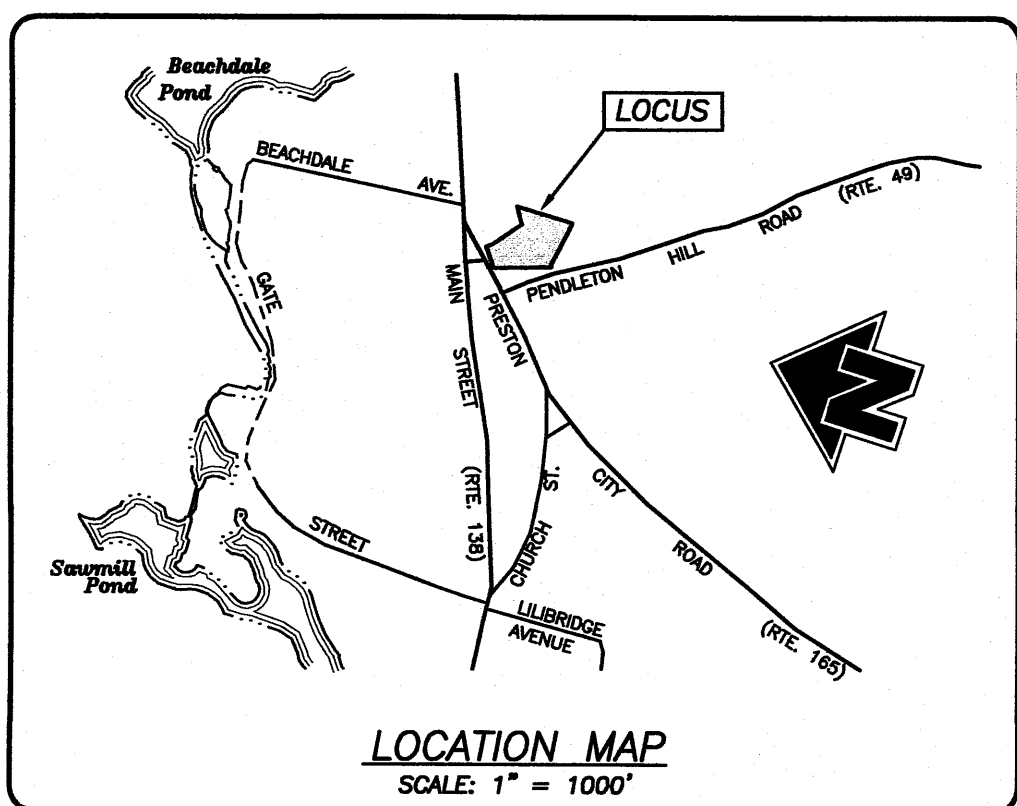 Beachdale
Pond
LOCUS
BEACHDALE
AVE.
ROAD
(RTE. 49)
HILL
PENDLETON
GATE
MAIN
PRESTON
STREET
N
(RTE. 138)
ST.
CITY
STREET
CHURCH
ROAD
Sawmill
Pond
LILIBRIDGE
AVENUE
(RTE. 165)
LOCATION MAP
SCALE: 1" = 1000'